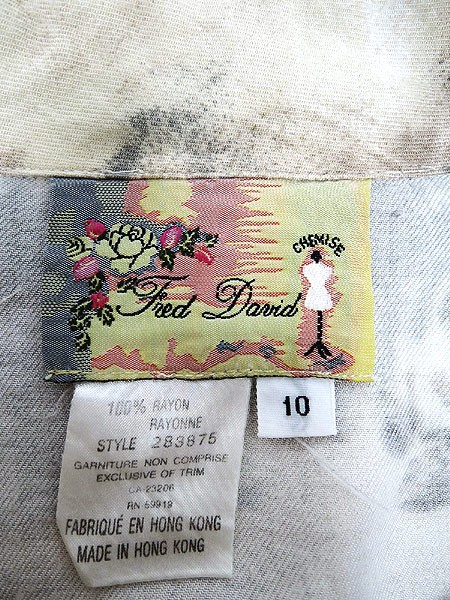 CHEMISE
Fred David
10
100% RAYON
RAYONNE
STYLE 283875
GARNITURE NON COMPRISE
EXCLUSIVE OF TRIM
CA-23206
RN 59919
FABRIQUÉ EN HONG KONG
MADE IN HONG KONG